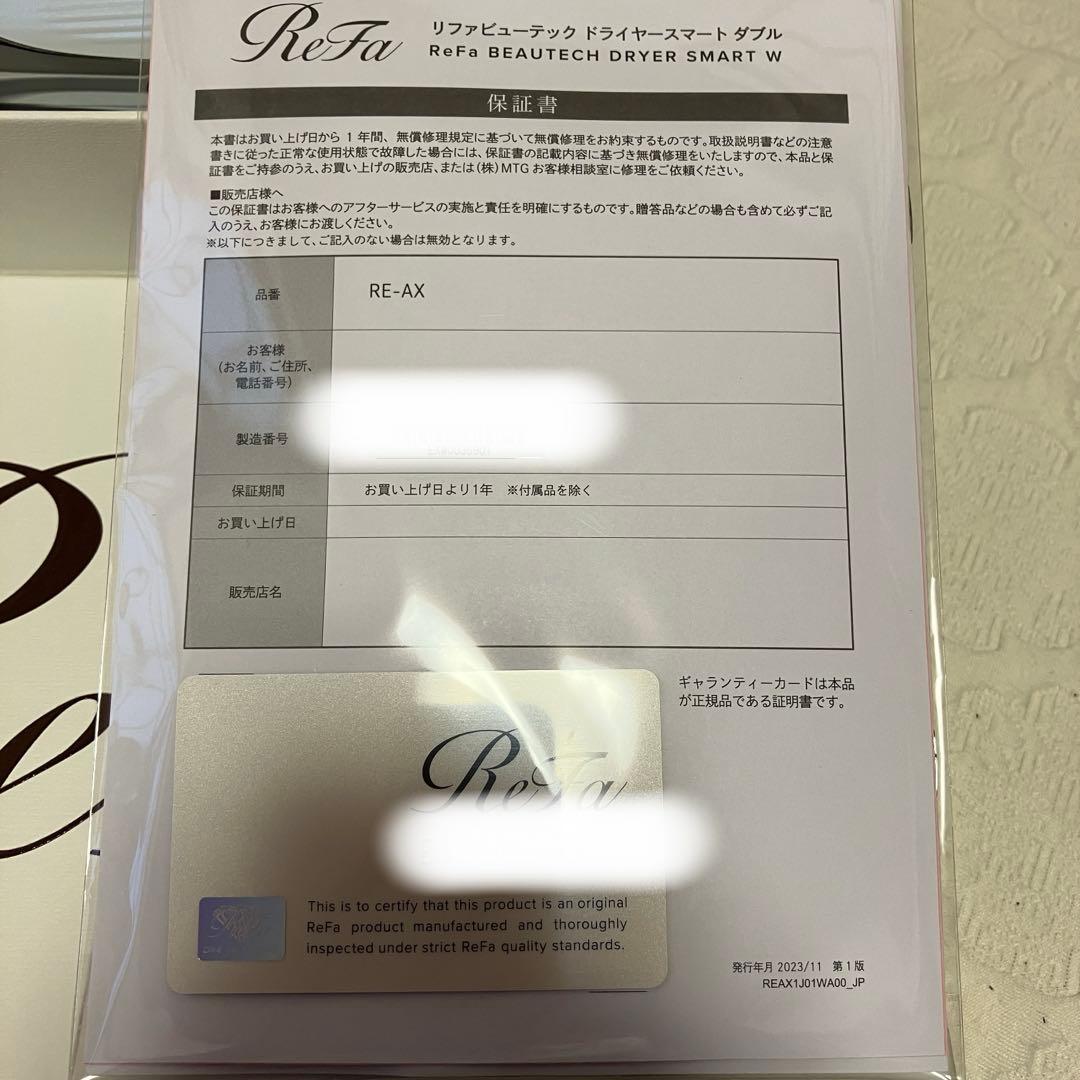 ReFa
リファビューテック ドライヤースマート ダブル
ReFa BEAUTECH DRYER SMART W
保証書
本書はお買い上げ日から 1 年間、無償修理規定に基づいて無償修理をお約束するものです。取扱説明書などの注意
書きに従った正常な使用状態で故障した場合には、保証書の記載内容に基づき無償修理をいたしますので、本品と保
証書をご持参のうえ、お買い上げの販売店、または(株)MTG お客様相談室に修理をご依頼ください。
■販売店様へ
この保証書はお客様へのアフターサービスの実施と責任を明確にするものです。贈答品などの場合も含めて必ずご記
入のうえ、お客様にお渡しください。
※以下につきまして、ご記入のない場合は無効となります。
品番
RE-AX
お客様
(お名前、ご住所、
電話番号)
製造番号
保証期間
お買い上げ日より1年 ※付属品を除く
お買い上げ日
販売店名
ギャランティーカードは本品
が正規品である証明書です。
ReFa
This is to certify that this product is an original
ReFa product manufactured and thoroughly
inspected under strict ReFa quality standards.
発行年月 2023/11 第1版
REAX1J01WA00_JP